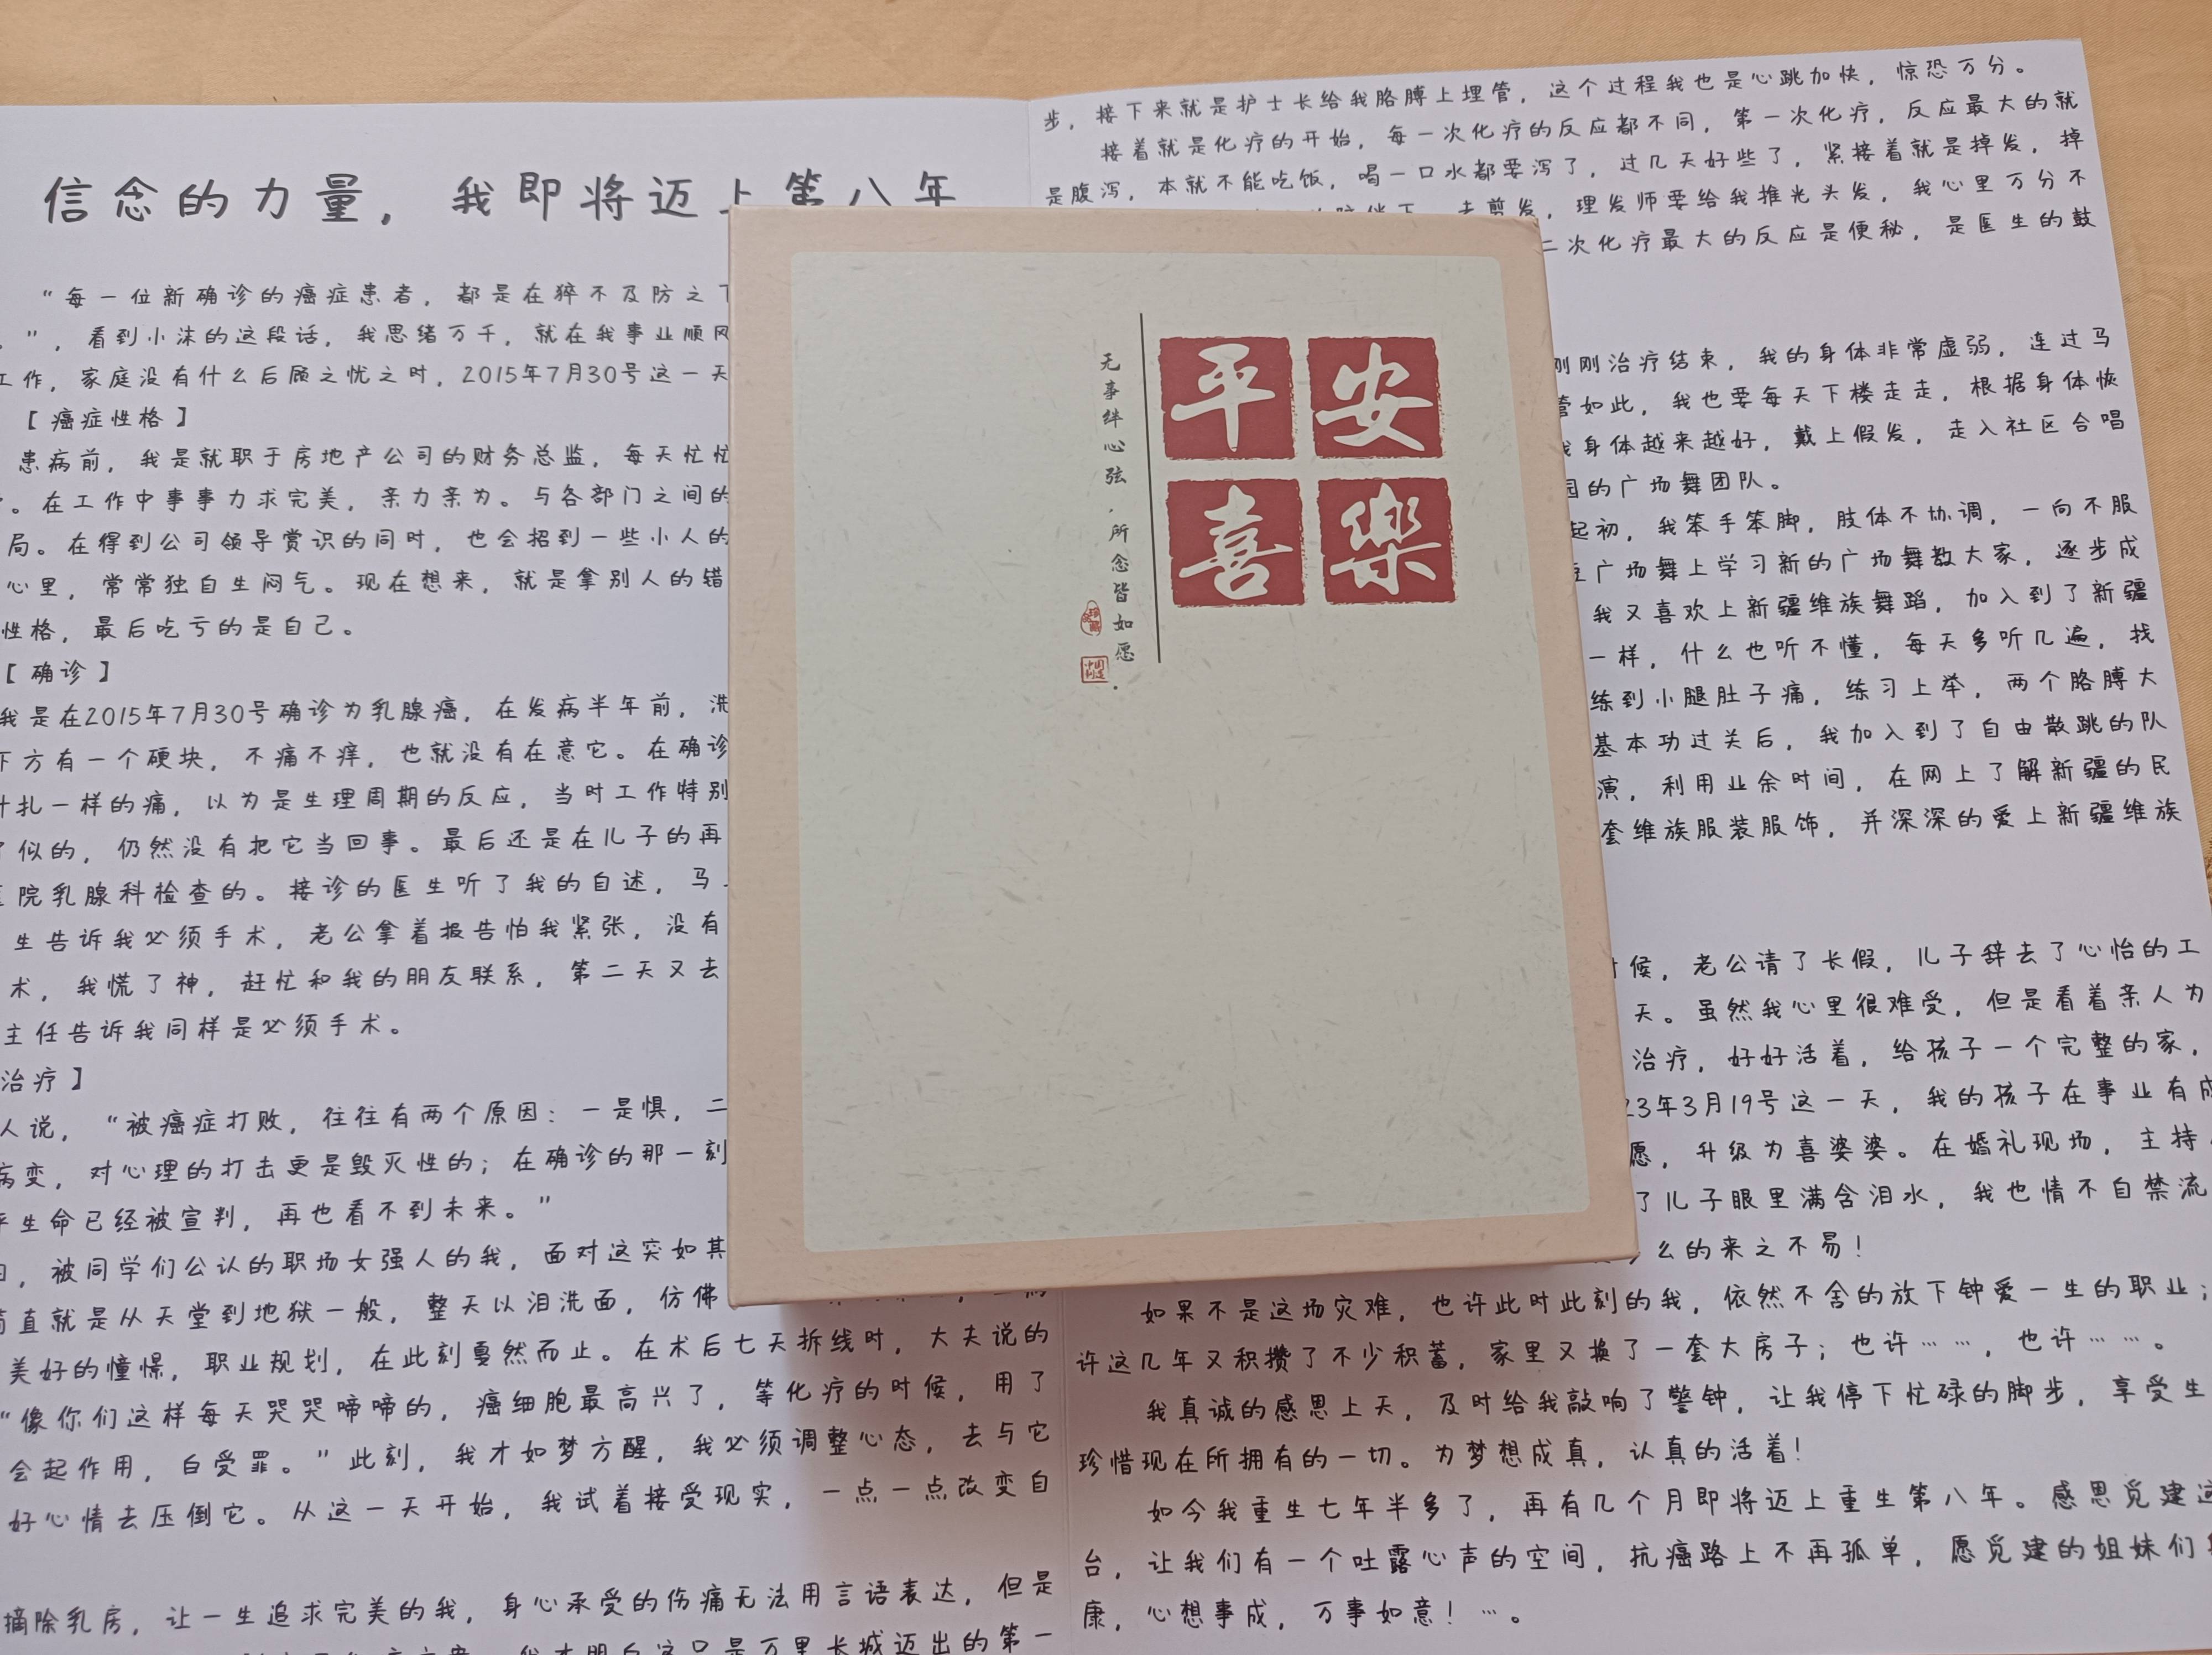 信念的力量，我即将迈上第八年
“每一位新确诊的癌症患者，都是在猝不及防之下
。”，看到小沫的这段话，我思绪万千，就在我事业顺风
工作，家庭没有什么后顾之忧之时，2015年7月30号这一天
【癌症性格】
患病前，我是就职于房地产公司的财务总监，每天忙忙
。在工作中事事力求完美，亲力亲为。与各部门之间的
局。在得到公司领导赏识的同时，也会招到一些小人的
心里，常常独自生闷气。现在想来，就是拿别人的错
性格，最后吃亏的是自己。
【确诊】
我是在2015年7月30号确诊为乳腺癌，在发病半年前，洗
下方有一个硬块，不痛不痒，也就没有在意它。在确诊
针扎一样的痛，以为是生理周期的反应，当时工作特别
了似的，仍然没有把它当回事。最后还是在儿子的再
医院乳腺科检查的。接诊的医生听了我的自述，马上
生告诉我必须手术，老公拿着报告怕我紧张，没有
术，我慌了神，赶忙和我的朋友联系，第二天又去
主任告诉我同样是必须手术。
治疗】
人说，“被癌症打败，往往有两个原因：一是惧，二
病变，对心理的打击更是毁灭性的；在确诊的那一刻
乎生命已经被宣判，再也看不到未来。”
，被同学们公认的职场女强人的我，面对这突如其
简直就是从天堂到地狱一般，整天以泪洗面，仿佛
美好的憧憬，职业规划，在此刻戛然而止。在术后七天拆线时，大夫说的
“像你们这样每天哭哭啼啼的，癌细胞最高兴了，等化疗的时候，用了
会起作用，白受罪。”此刻，我才如梦方醒，我必须调整心态，去与它
好心情去压倒它。从这一天开始，我试着接受现实，一点一点改变自
摘除乳房，让一生追求完美的我，身心承受的伤痛无法用言语表达，但是
我才明白这只是万里长城迈出的第一
步，接下来就是护士长给我胳膊上埋管，这个过程我也是心跳加快，惊恐万分。
接着就是化疗的开始，每一次化疗的反应都不同，第一次化疗，反应最大的就
是腹泻，本就不能吃饭，喝一口水都要泻了，过几天好些了，紧接着就是掉发，掉
陪伴下，去剪发，理发师要给我推光头发，我心里万分不
二次化疗最大的反应是便秘，是医生的鼓
刚刚治疗结束，我的身体非常虚弱，连过马
管如此，我也要每天下楼走走，根据身体恢
我身体越来越好，戴上假发，走入社区合唱
园的广场舞团队。
起初，我笨手笨脚，肢体不协调，一向不服
广场舞上学习新的广场舞教大家，逐步成
我又喜欢上新疆维族舞蹈，加入到了新疆
一样，什么也听不懂，每天多听几遍，找
练到小腿肚子痛，练习上举，两个胳膊大
基本功过关后，我加入到了自由散跳的队
演，利用业余时间，在网上了解新疆的民
套维族服装服饰，并深深的爱上新疆维族
时候，老公请了长假，儿子辞去了心怡的工
天。虽然我心里很难受，但是看着亲人为
治疗，好好活着，给孩子一个完整的家，
23年3月19号这一天，我的孩子在事业有成
愿，升级为喜婆婆。在婚礼现场，主持人
了儿子眼里满含泪水，我也情不自禁流
么的来之不易！
如果不是这场灾难，也许此时此刻的我，依然不舍的放下钟爱一生的职业；
许这几年又积攒了不少积蓄，家里又换了一套大房子；也许……，也许……。
我真诚的感恩上天，及时给我敲响了警钟，让我停下忙碌的脚步，享受生
珍惜现在所拥有的一切。为梦想成真，认真的活着！
如今我重生七年半多了，再有几个月即将迈上重生第八年。感恩觅建这
台，让我们有一个吐露心声的空间，抗癌路上不再孤单，愿觅建的姐妹们身
康，心想事成，万事如意！…。
平安
喜樂
无事绊心弦，所念皆如愿.
中国制造